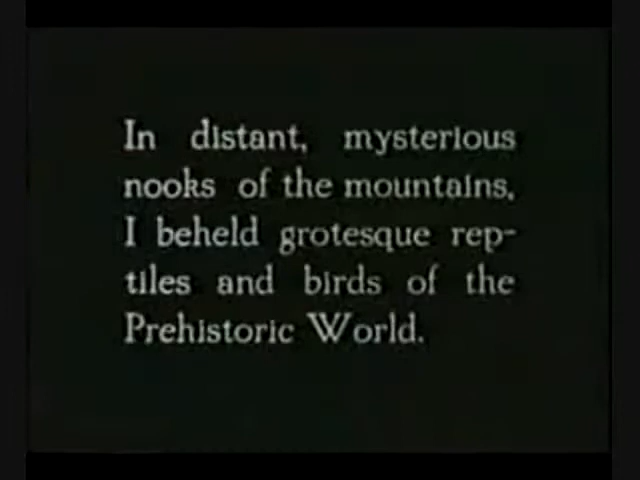 In distant, mysterious
nooks of the mountains,
I beheld grotesque rep-
tiles and birds of the
Prehistoric World.